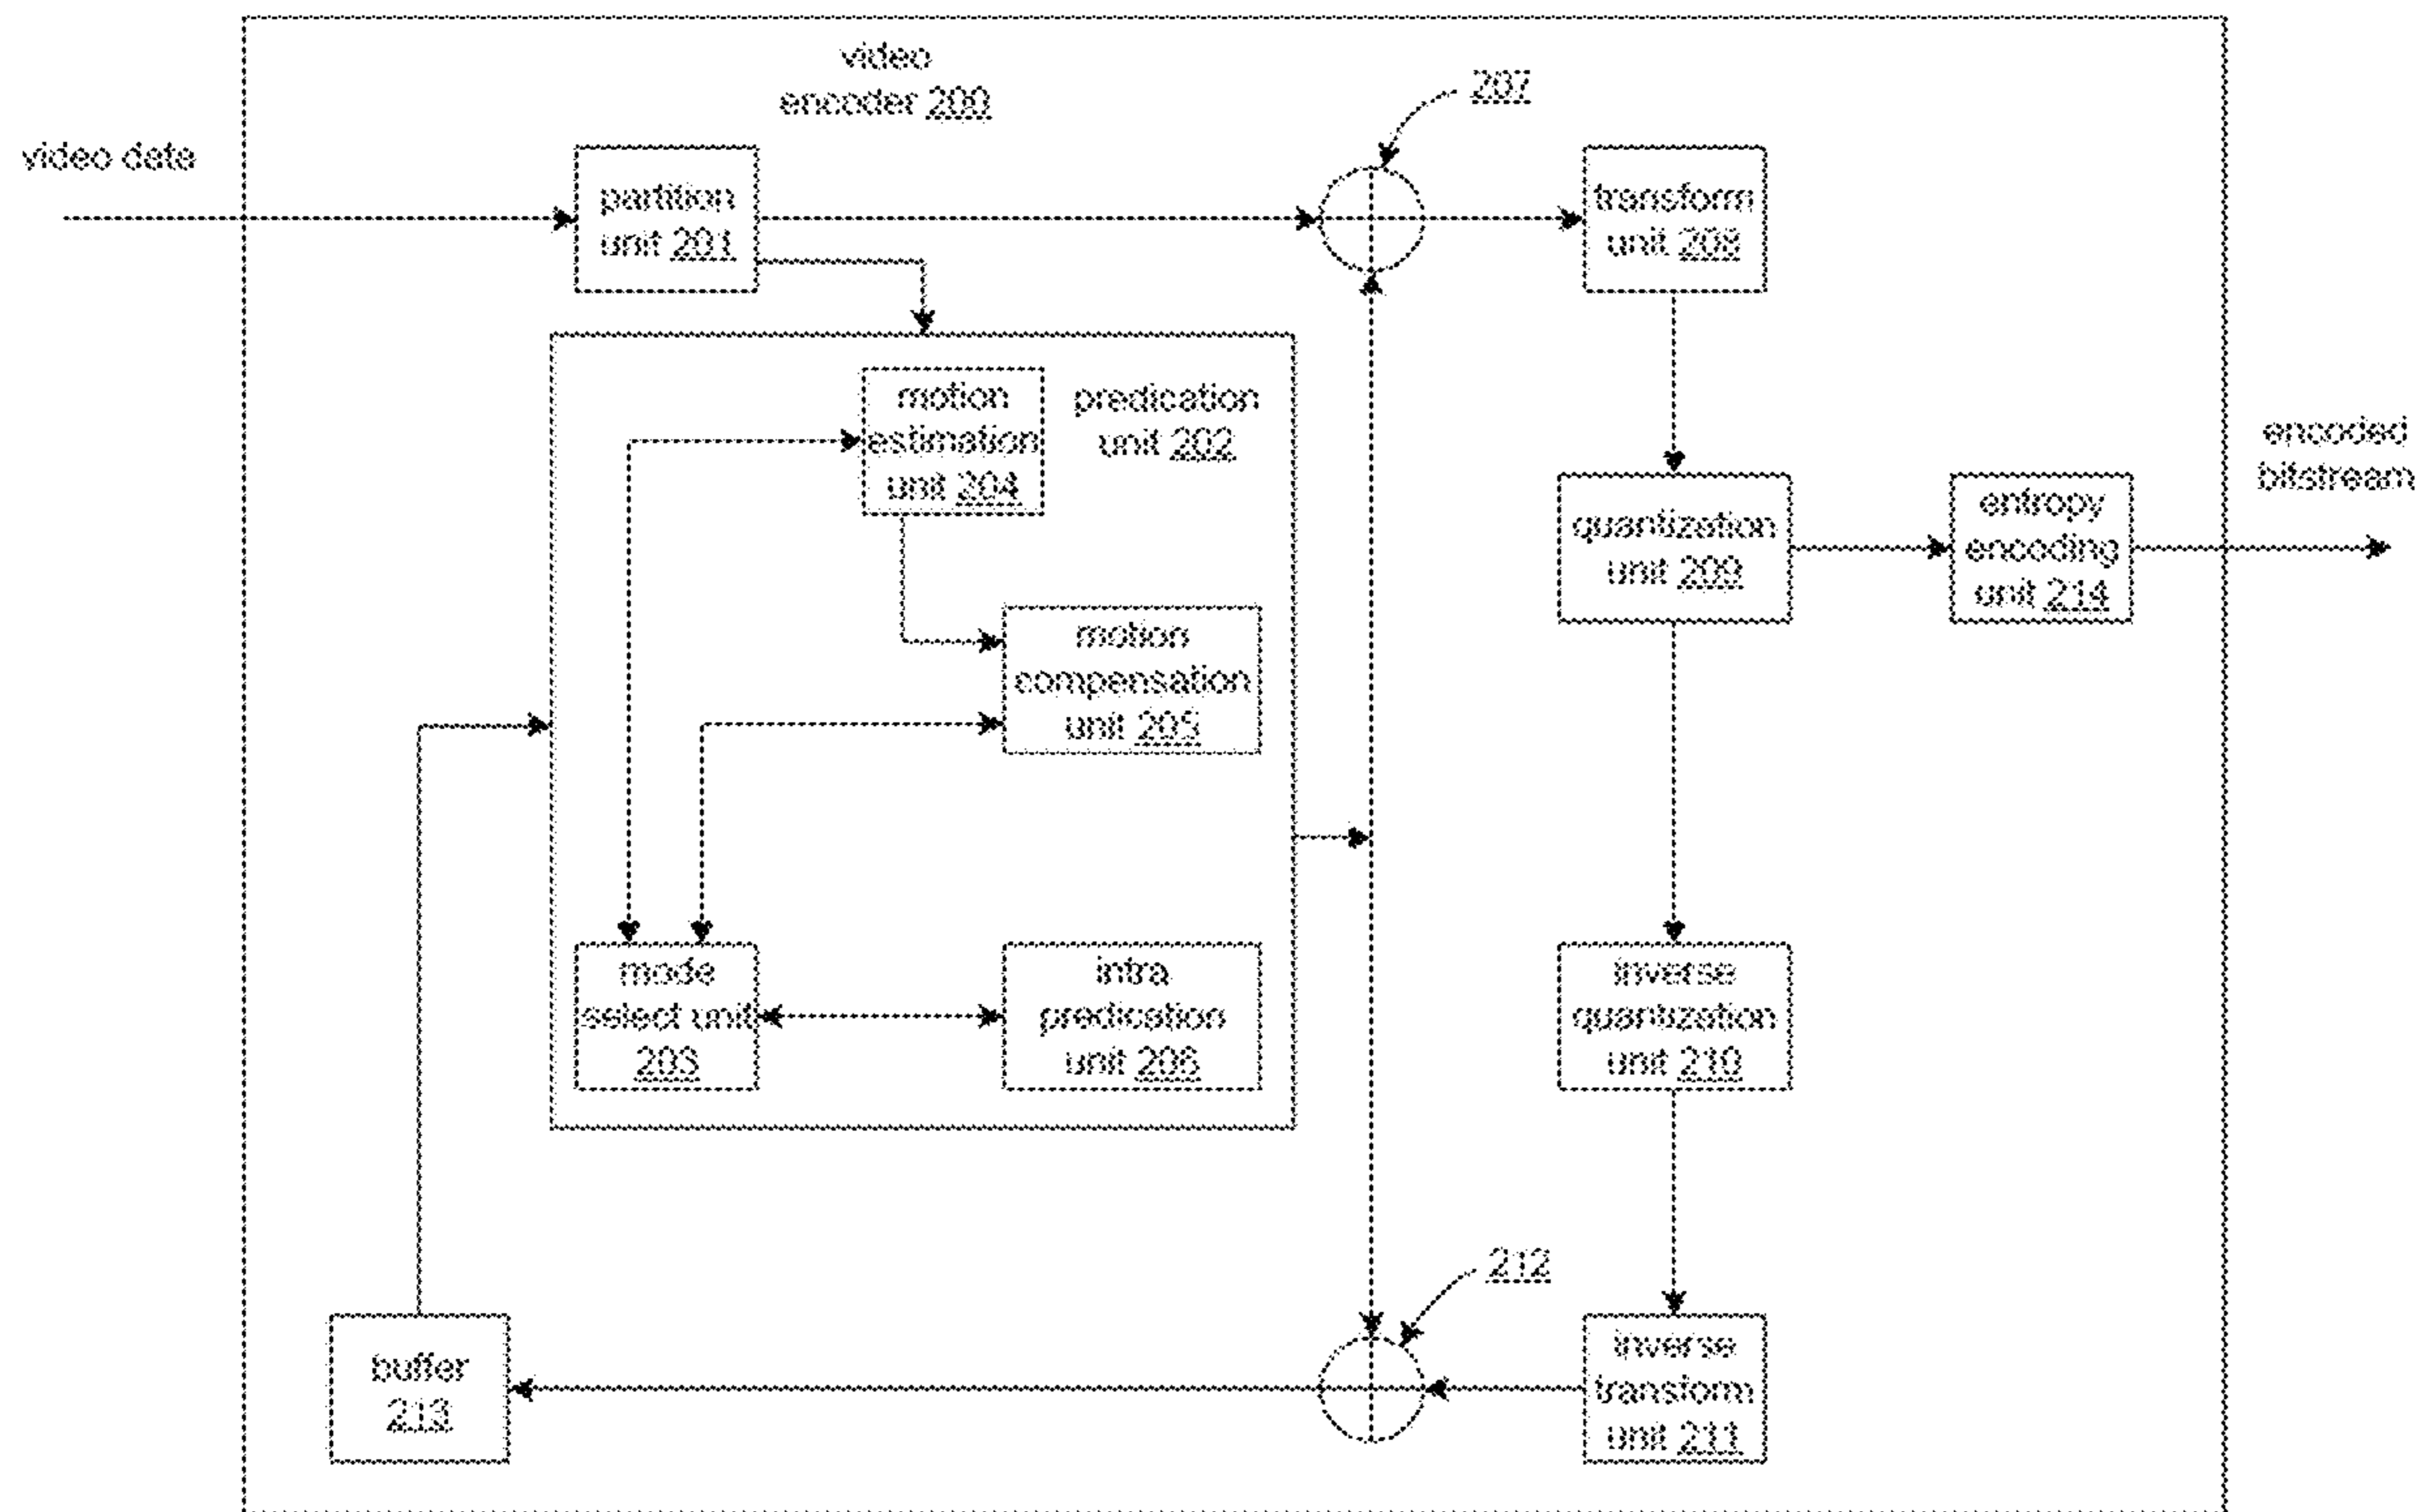 video
encoder 200
207
video data
partition
unit 201
transform
unit 208
motion
estimation
unit 204
predication
unit 202
encoded
bitstream
quantization
unit 209
entropy
encoding
unit 214
motion
compensation
unit 205
mode
select unit
203
intra
predication
unit 206
inverse
quantization
unit 210
212
buffer
213
inverse
transform
unit 211